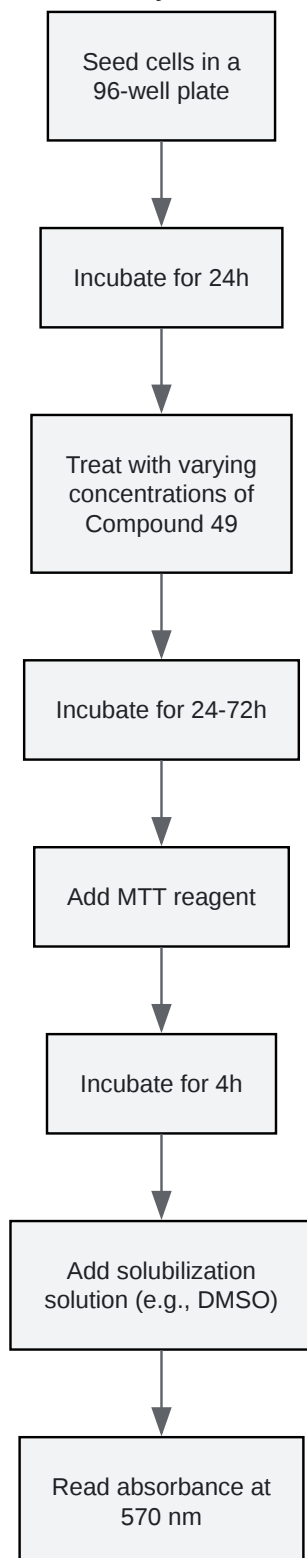 Seed cells in a
96-well plate
Incubate for 24h
Treat with varying
concentrations of
Compound 49
Incubate for 24-72h
Add MTT reagent
Incubate for 4h
Add solubilization
solution (e.g., DMSO)
Read absorbance at
570 nm